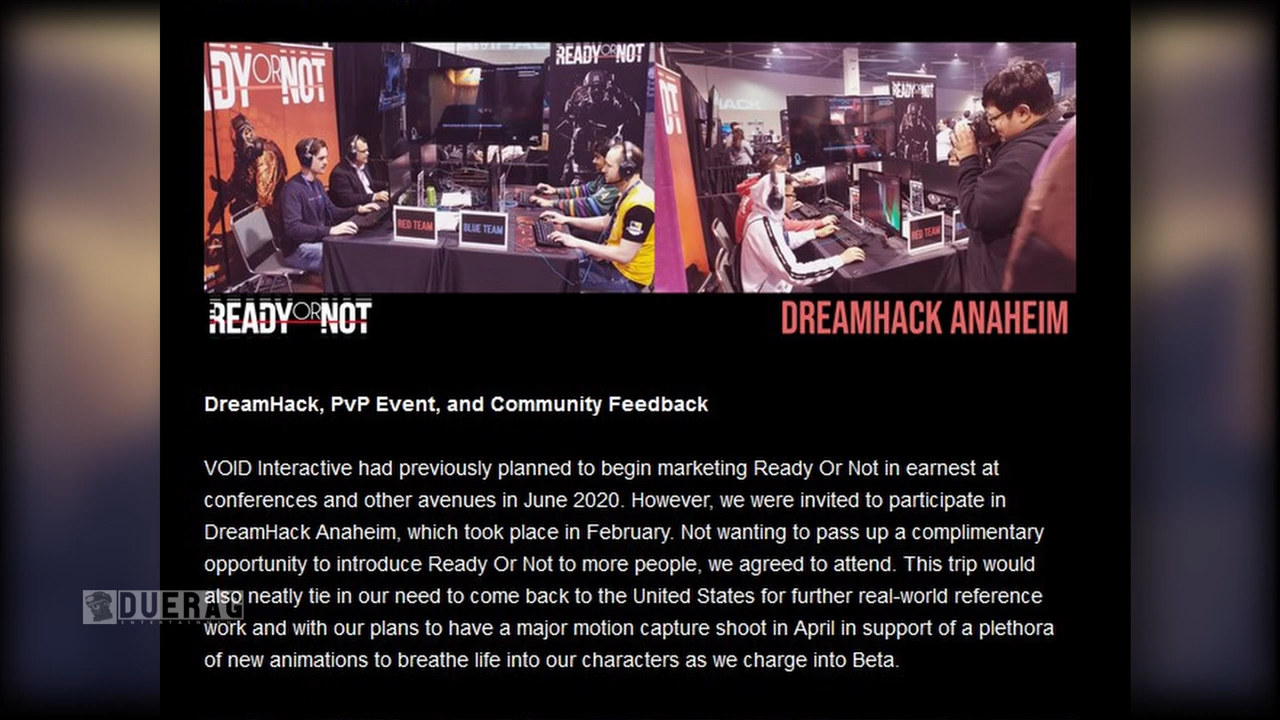 DY OR NOT
READY OR NOT
OT
READY OR NOT
RED TEAM
BLUE TEAM
RED TEAM
READY OR NOT
DREAMHACK ANAHEIM
DreamHack, PvP Event, and Community Feedback
VOID Interactive had previously planned to begin marketing Ready Or Not in earnest at
conferences and other avenues in June 2020. However, we were invited to participate in
DreamHack Anaheim, which took place in February. Not wanting to pass up a complimentary
opportunity to introduce Ready Or Not to more people, we agreed to attend. This trip would
also neatly tie in our need to come back to the United States for further real-world reference
work and with our plans to have a major motion capture shoot in April in support of a plethora
of new animations to breathe life into our characters as we charge into Beta.
DUERAG